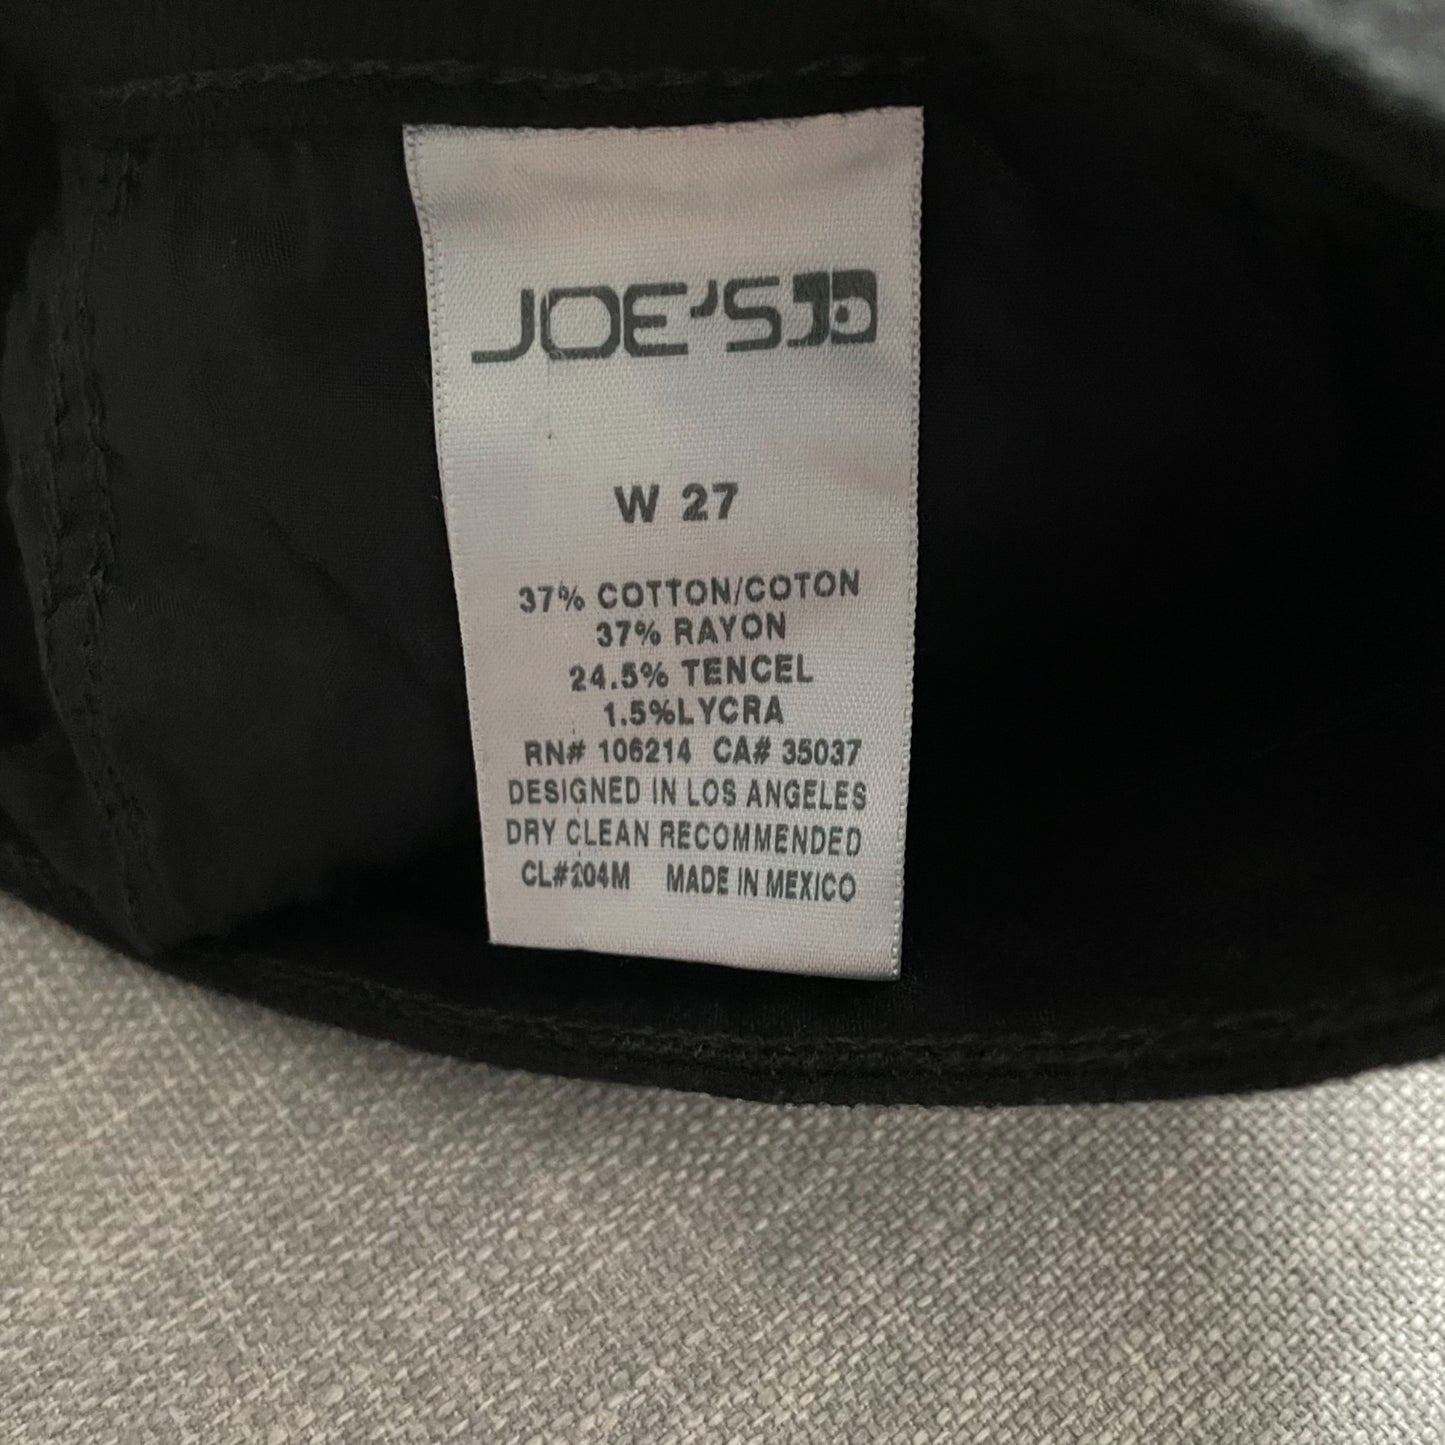 JOE'S
W 27
37% COTTON/COTON
37% RAYON
24.5% TENCEL
1.5%LYCRA
RN# 106214 CA# 35037
DESIGNED IN LOS ANGELES
DRY CLEAN RECOMMENDED
CL#204M MADE IN MEXICO